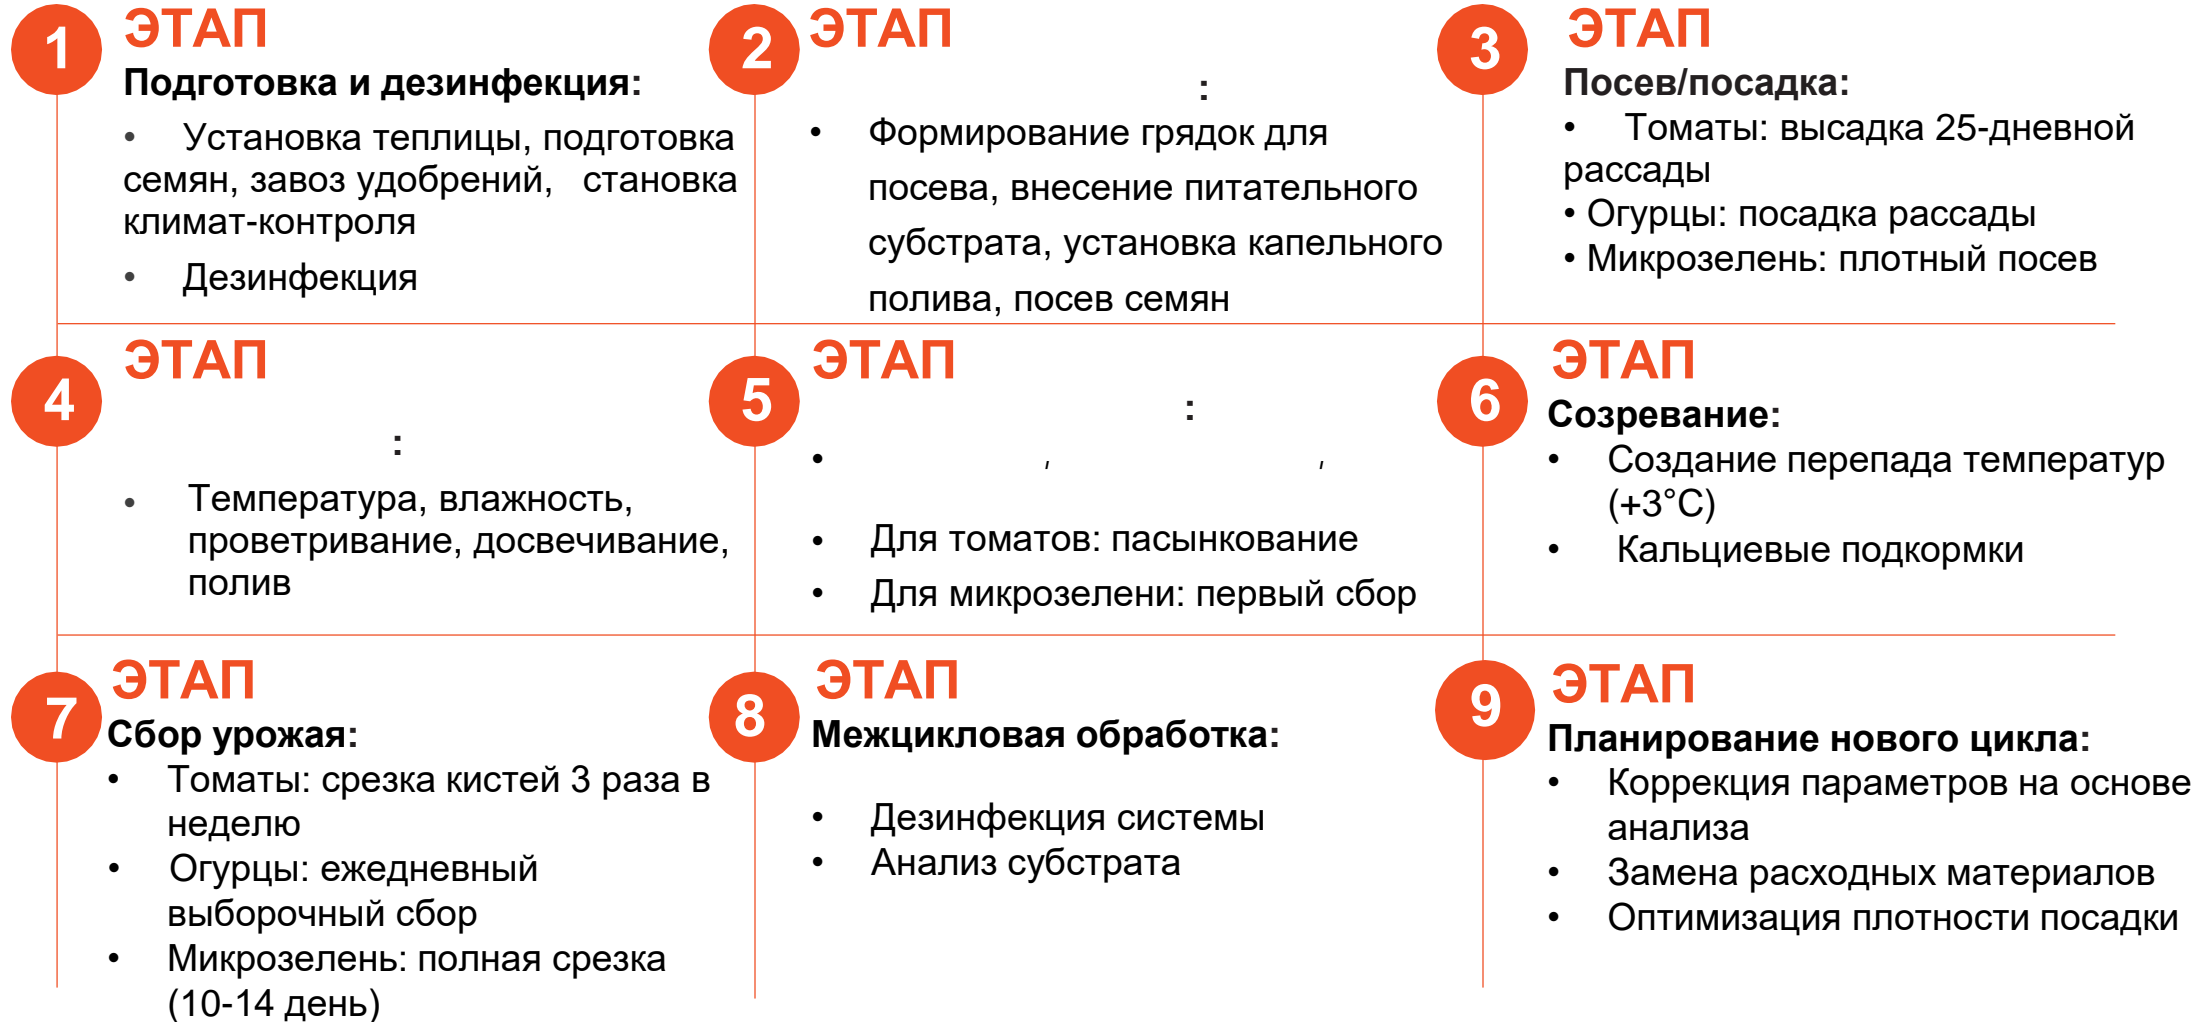 1
ЭТАП
Подготовка и дезинфекция:
• Установка теплицы, подготовка
семян, завоз удобрений, становка
климат-контроля
• Дезинфекция
2
ЭТАП
:
• Формирование грядок для
посева, внесение питательного
субстрата, установка капельного
полива, посев семян
3
ЭТАП
Посев/посадка:
• Томаты: высадка 25-дневной
рассады
• Огурцы: посадка рассады
• Микрозелень: плотный посев
4
ЭТАП
:
• Температура, влажность,
проветривание, досвечивание,
полив
5
ЭТАП
:
• , ,
• Для томатов: пасынкование
• Для микрозелени: первый сбор
6
ЭТАП
Созревание:
• Создание перепада температур
(+3°C)
• Кальциевые подкормки
7
ЭТАП
Сбор урожая:
• Томаты: срезка кистей 3 раза в
неделю
• Огурцы: ежедневный
выборочный сбор
• Микрозелень: полная срезка
(10-14 день)
8
ЭТАП
Межцикловая обработка:
• Дезинфекция системы
• Анализ субстрата
9
ЭТАП
Планирование нового цикла:
• Коррекция параметров на основе
анализа
• Замена расходных материалов
• Оптимизация плотности посадки